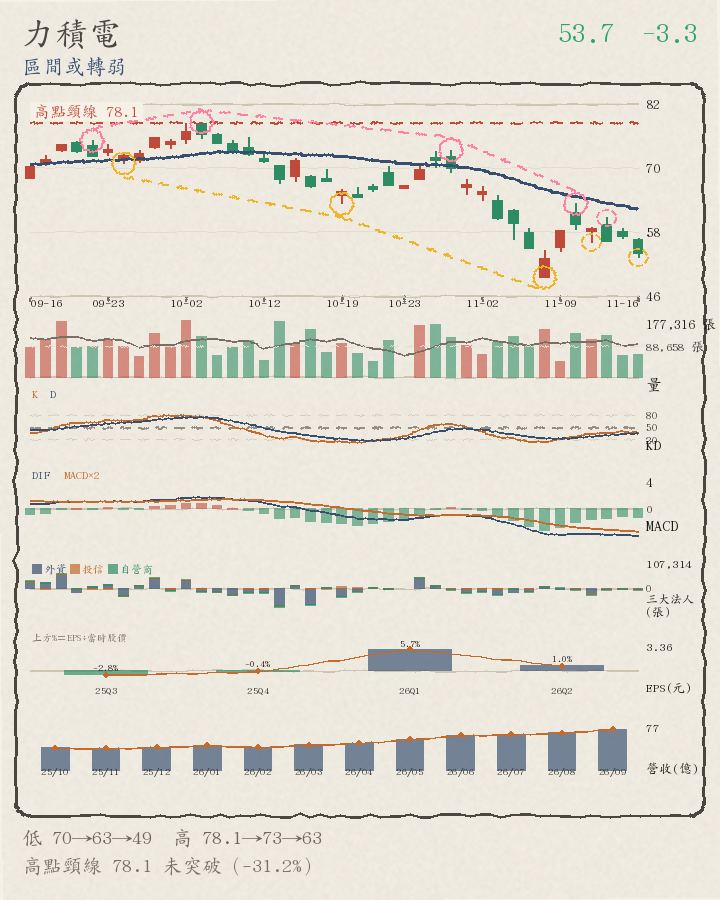 力積電
53.7 -3.3
區間或轉弱
高點頸線 78.1
82
70
58
46
09-16 09-23 10-02 10-12 10-19 10-23 11-02 11-09 11-16
177,316 張
88,658 張
量
K D
80
50
20
KD
DIF MACD×2
4
0
MACD
外資 投信 自營商
107,314
0
三大法人
(張)
上方%=EPS÷當時股價
3.36
-2.8% -0.4% 5.7% 1.0%
25Q3 25Q4 26Q1 26Q2
EPS(元)
77
25/10 25/11 25/12 26/01 26/02 26/03 26/04 26/05 26/06 26/07 26/08 26/09
營收(億)
低 70→63→49 高 78.1→73→63
高點頸線 78.1 未突破 (-31.2%)